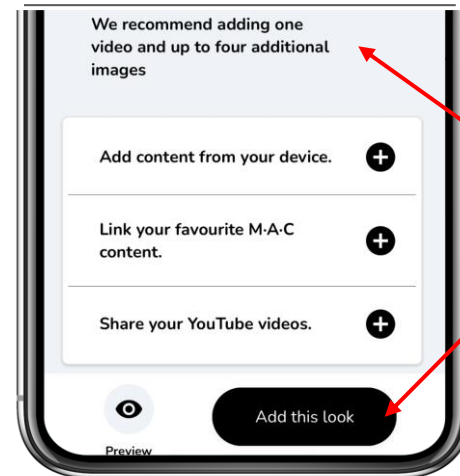 We recommend adding one
video and up to four additional
images
Add content from your device.
Link your favourite M·A·C
content.
Share your YouTube videos.
Add this look
Preview